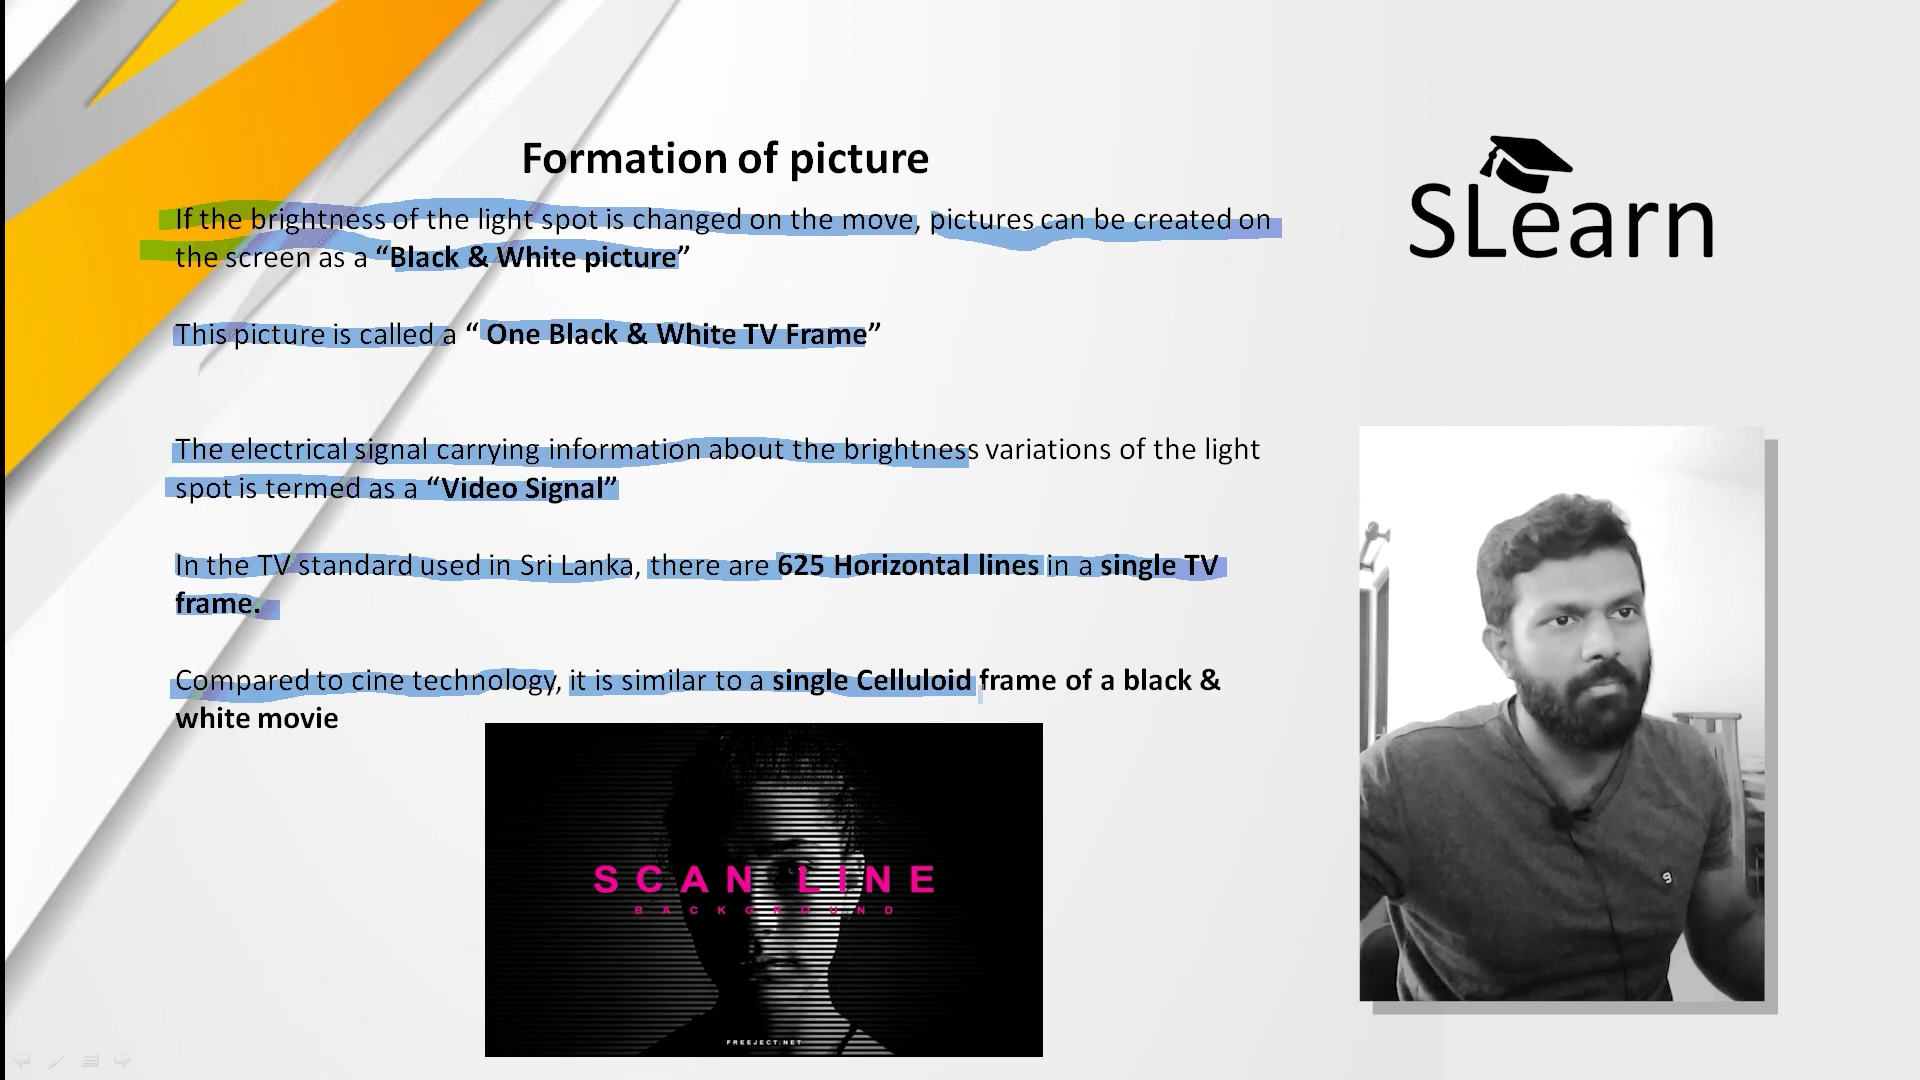 Formation of picture
If the brightness of the light spot is changed on the move, pictures can be created on
the screen as a “Black & White picture”
This picture is called a “ One Black & White TV Frame”
The electrical signal carrying information about the brightness variations of the light
spot is termed as a “Video Signal”
In the TV standard used in Sri Lanka, there are 625 Horizontal lines in a single TV
frame.
Compared to cine technology, it is similar to a single Celluloid frame of a black &
white movie
SCAN LINE
BACKGROUND
FREEJECT.NET
SLearn